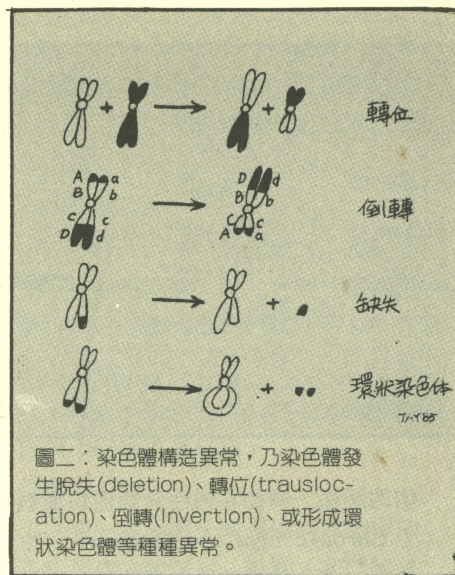 + → + 轉位
A a
B b
C c
D d
→
D d
B b
C c
A a
倒轉
→ + 缺失
→ + 環狀染色体
JAY85
圖二：染色體構造異常，乃染色體發
生脫失(deletion)、轉位(trausloc-
ation)、倒轉(Invertion)、或形成環
狀染色體等種種異常。